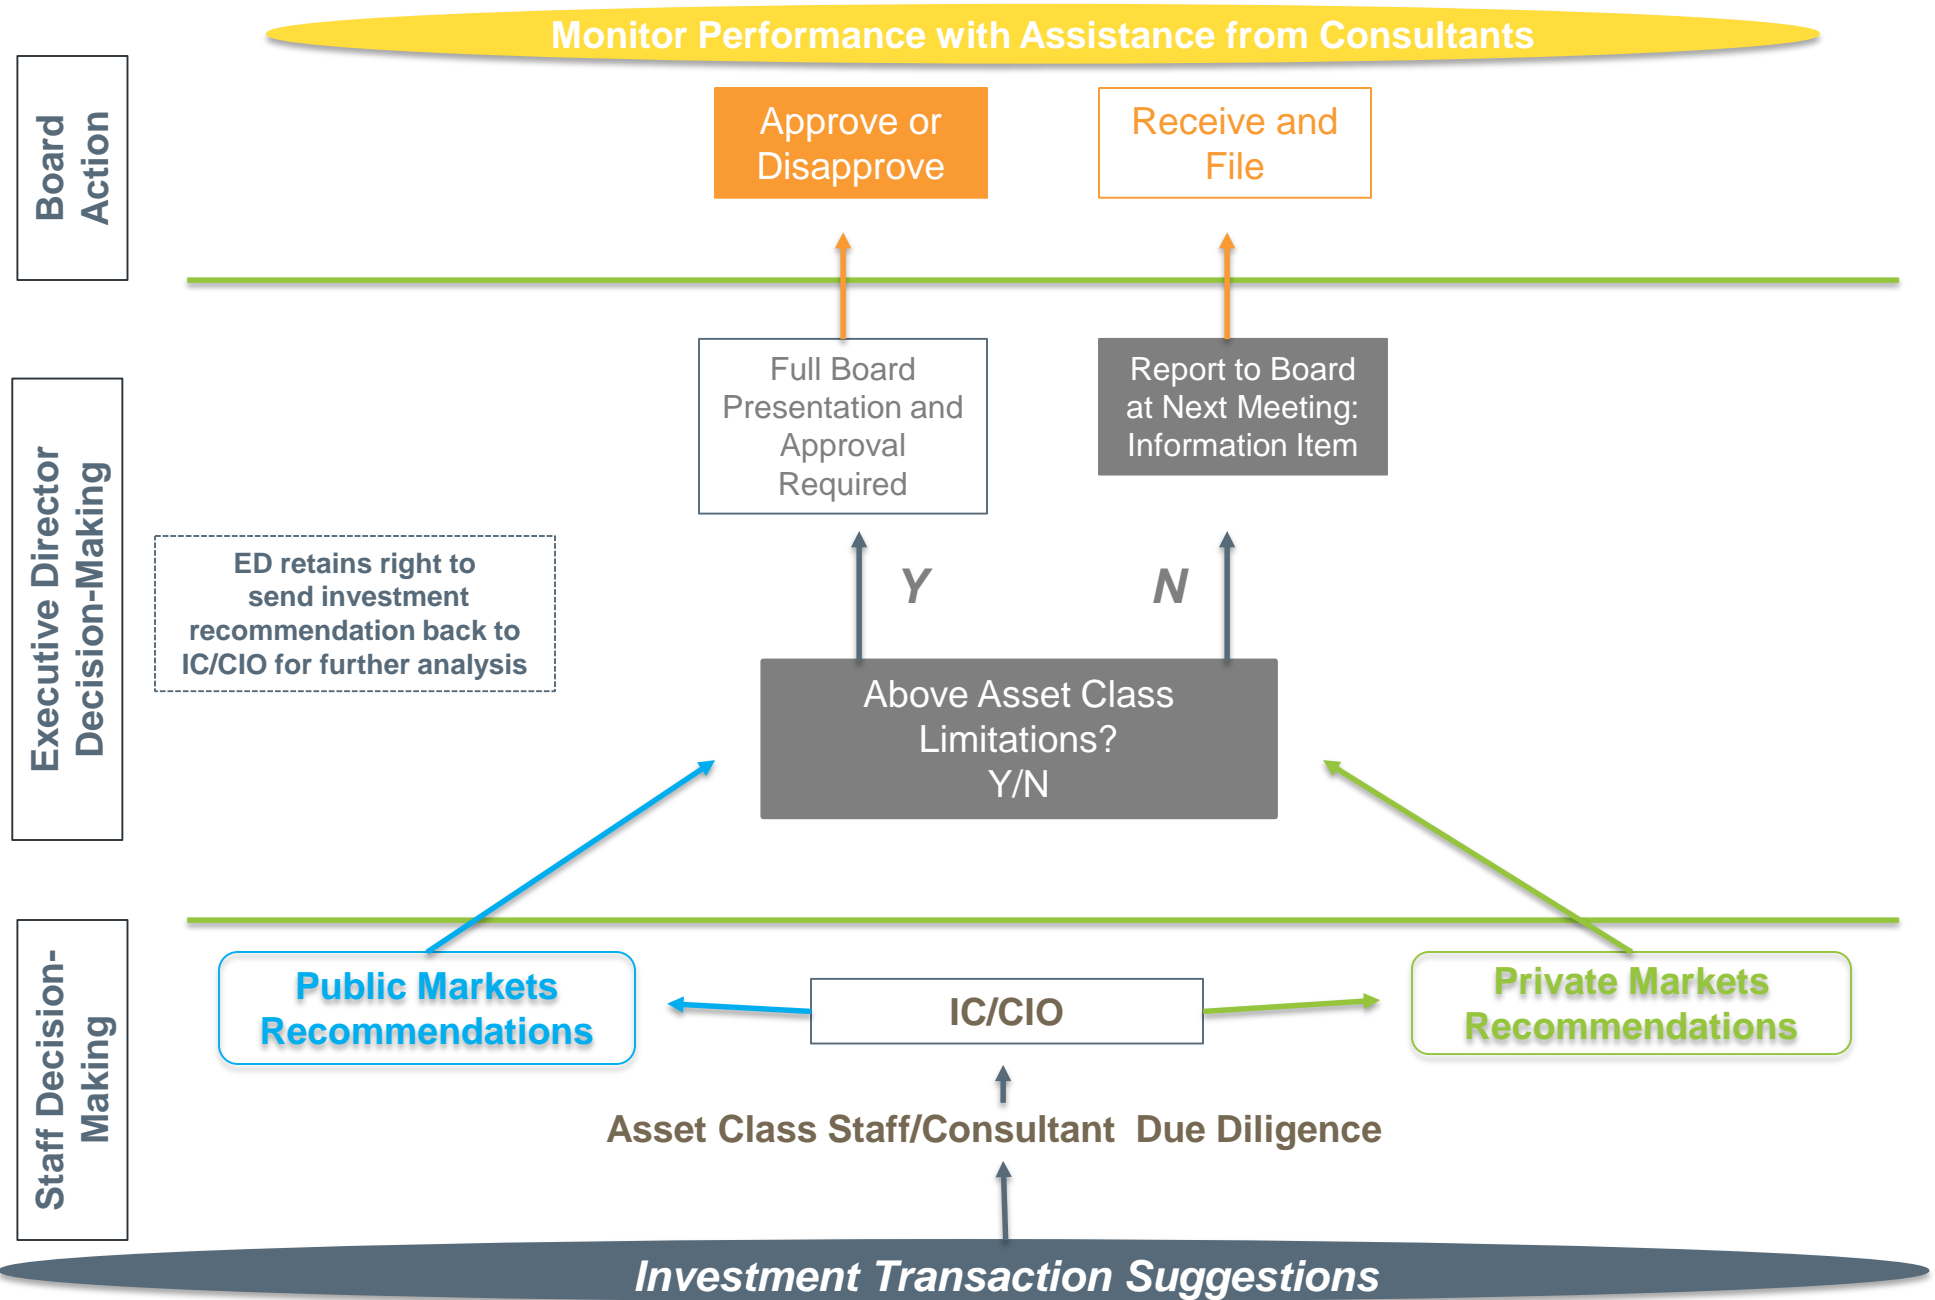 Monitor Performance with Assistance from Consultants
Board
Action
Approve or
Disapprove
Receive and
File
Executive Director
Decision-Making
Full Board
Presentation and
Approval
Required
Report to Board
at Next Meeting:
Information Item
ED retains right to
send investment
recommendation back to
IC/CIO for further analysis
Y
N
Above Asset Class
Limitations?
Y/N
Staff Decision-
Making
Public Markets
Recommendations
IC/CIO
Private Markets
Recommendations
Asset Class Staff/Consultant  Due Diligence
Investment Transaction Suggestions